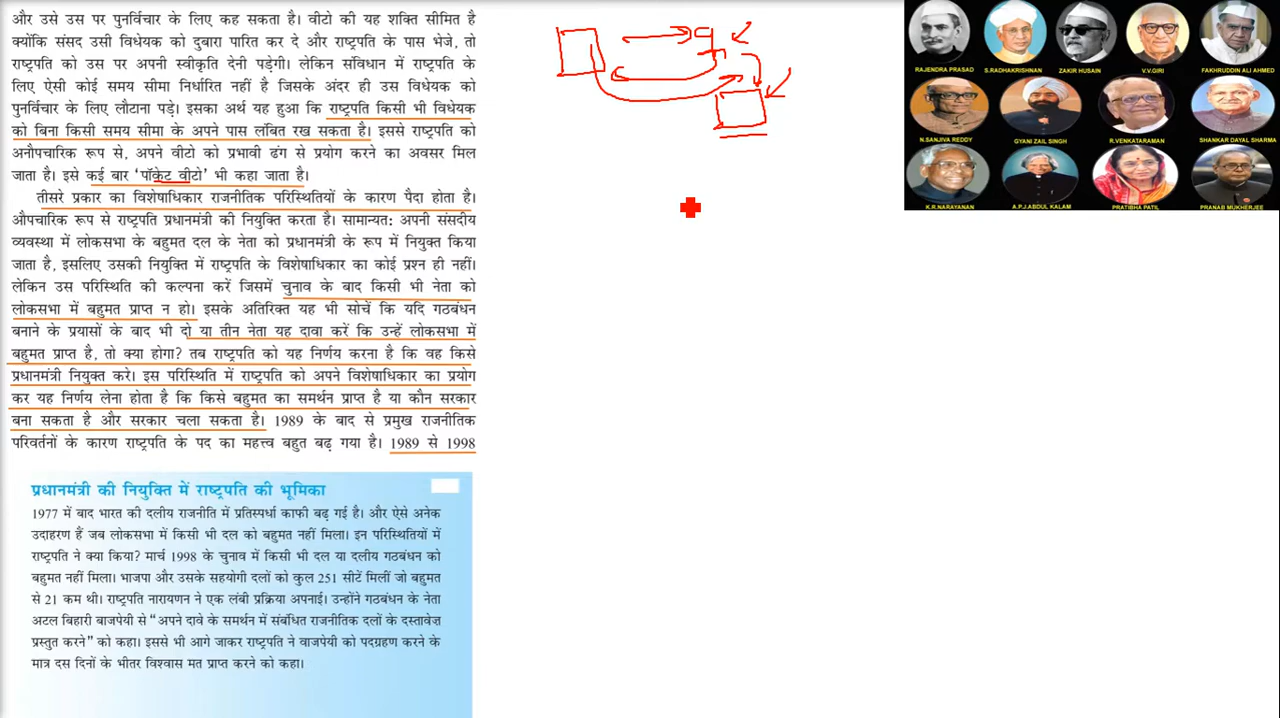 और उसे उस पर पुनर्विचार के लिए कह सकता है। वीटो की यह शक्ति सीमित है
क्योंकि संसद उसी विधेयक को दुबारा पारित कर दे और राष्ट्रपति के पास भेजे, तो
राष्ट्रपति को उस पर अपनी स्वीकृति देनी पड़ेगी। लेकिन संविधान में राष्ट्रपति के
लिए ऐसी कोई समय सीमा निर्धारित नहीं है जिसके अंदर ही उस विधेयक को
पुनर्विचार के लिए लौटाना पड़े। इसका अर्थ यह हुआ कि राष्ट्रपति किसी भी विधेयक
को बिना किसी समय सीमा के अपने पास लंबित रख सकता है। इससे राष्ट्रपति को
अनौपचारिक रूप से, अपने वीटो को प्रभावी ढंग से प्रयोग करने का अवसर मिल
जाता है। इसे कई बार ‘पॉकेट वीटो’ भी कहा जाता है।
तीसरे प्रकार का विशेषाधिकार राजनीतिक परिस्थितियों के कारण पैदा होता है।
औपचारिक रूप से राष्ट्रपति प्रधानमंत्री की नियुक्ति करता है। सामान्यत: अपनी संसदीय
व्यवस्था में लोकसभा के बहुमत दल के नेता को प्रधानमंत्री के रूप में नियुक्त किया
जाता है, इसलिए उसकी नियुक्ति में राष्ट्रपति के विशेषाधिकार का कोई प्रश्न ही नहीं।
लेकिन उस परिस्थिति की कल्पना करें जिसमें चुनाव के बाद किसी भी नेता को
लोकसभा में बहुमत प्राप्त न हो। इसके अतिरिक्त यह भी सोचें कि यदि गठबंधन
बनाने के प्रयासों के बाद भी दो या तीन नेता यह दावा करें कि उन्हें लोकसभा में
बहुमत प्राप्त है, तो क्या होगा? तब राष्ट्रपति को यह निर्णय करना है कि वह किसे
प्रधानमंत्री नियुक्त करे। इस परिस्थिति में राष्ट्रपति को अपने विशेषाधिकार का प्रयोग
कर यह निर्णय लेना होता है कि किसे बहुमत का समर्थन प्राप्त है या कौन सरकार
बना सकता है और सरकार चला सकता है। 1989 के बाद से प्रमुख राजनीतिक
परिवर्तनों के कारण राष्ट्रपति के पद का महत्त्व बहुत बढ़ गया है। 1989 से 1998
प्रधानमंत्री की नियुक्ति में राष्ट्रपति की भूमिका
1977 में बाद भारत की दलीय राजनीति में प्रतिस्पर्धा काफी बढ़ गई है। और ऐसे अनेक
उदाहरण हैं जब लोकसभा में किसी भी दल को बहुमत नहीं मिला। इन परिस्थितियों में
राष्ट्रपति ने क्या किया? मार्च 1998 के चुनाव में किसी भी दल या दलीय गठबंधन को
बहुमत नहीं मिला। भाजपा और उसके सहयोगी दलों को कुल 251 सीटें मिलीं जो बहुमत
से 21 कम थी। राष्ट्रपति नारायणन ने एक लंबी प्रक्रिया अपनाई। उन्होंने गठबंधन के नेता
अटल बिहारी बाजपेयी से “अपने दावे के समर्थन में संबंधित राजनीतिक दलों के दस्तावेज़
प्रस्तुत करने” को कहा। इससे भी आगे जाकर राष्ट्रपति ने वाजपेयी को पदग्रहण करने के
मात्र दस दिनों के भीतर विश्वास मत प्राप्त करने को कहा।
RAJENDRA PRASAD S.RADHAKRISHNAN ZAKIR HUSAIN V.V.GIRI FAKHRUDDIN ALI AHMED
N.SANJIVA REDDY GYANI ZAIL SINGH R.VENKATARAMAN SHANKAR DAYAL SHARMA
K.R.NARAYANAN A.P.J.ABDUL KALAM PRATIBHA PATIL PRANAB MUKHERJEE